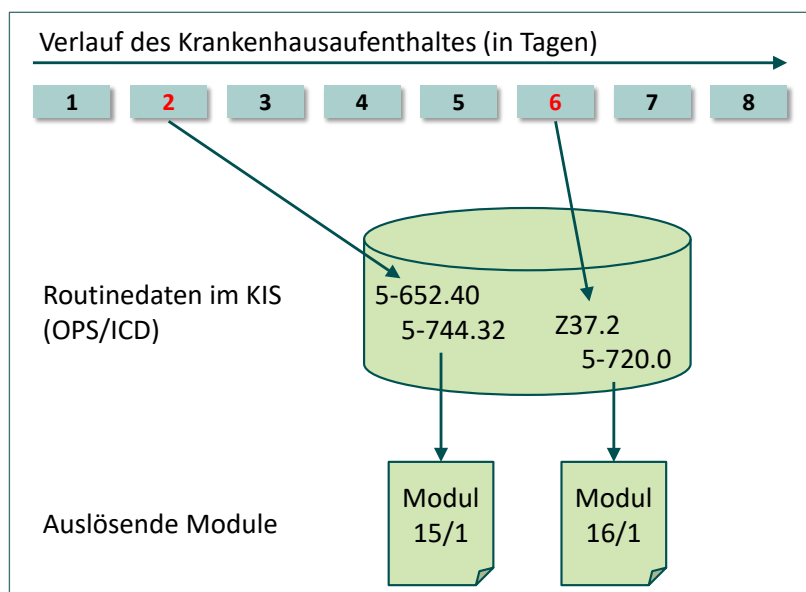 Verlauf des Krankenhausaufenthaltes (in Tagen)
1 2 3 4 5 6 7 8
Routinedaten im KIS
(OPS/ICD)
5-652.40
5-744.32
Z37.2
5-720.0
Auslösende Module
Modul
15/1
Modul
16/1